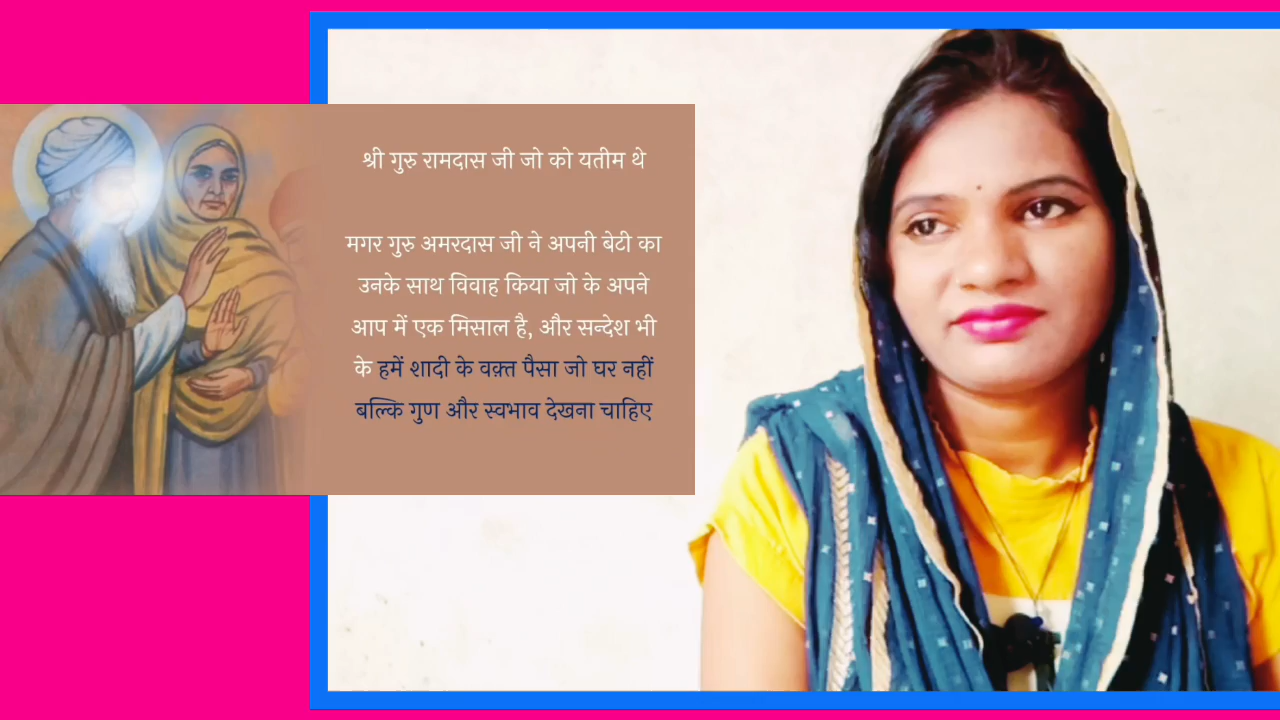 श्री गुरु रामदास जी जो को यतीम थे
मगर गुरु अमरदास जी ने अपनी बेटी का
उनके साथ विवाह किया जो के अपने
आप में एक मिसाल है, और सन्देश भी
के हमें शादी के वक़्त पैसा जो घर नहीं
बल्कि गुण और स्वभाव देखना चाहिए